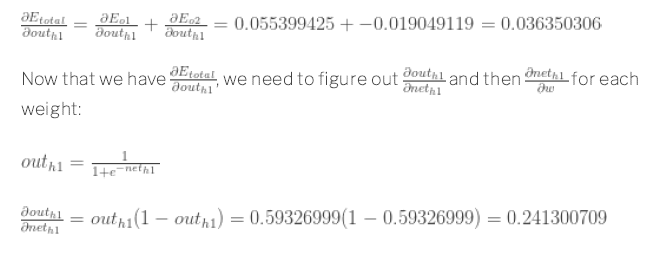 ∂E_total/∂out_h1 = ∂E_o1/∂out_h1 + ∂E_o2/∂out_h1 = 0.055399425 + −0.019049119 = 0.036350306
Now that we have ∂E_total/∂out_h1, we need to figure out ∂out_h1/∂net_h1 and then ∂net_h1/∂w for each
weight:
out_h1 = 1/(1+e^(−net_h1))
∂out_h1/∂net_h1 = out_h1(1 − out_h1) = 0.59326999(1 − 0.59326999) = 0.241300709